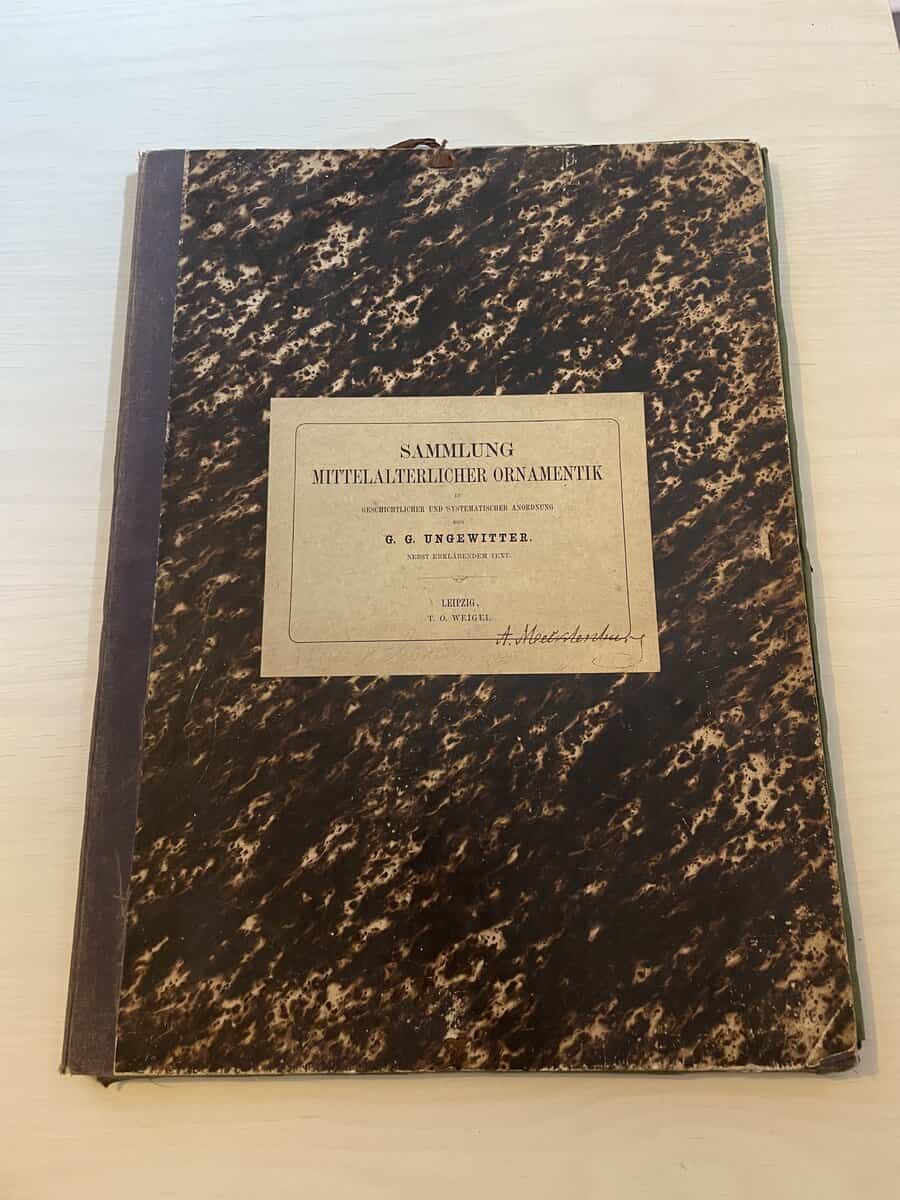 SAMMLUNG
MITTELALTERLICHER ORNAMENTIK
IN
GESCHICHTLICHER UND SYSTEMATISCHER ANORDNUNG
VON
G. G. UNGEWITTER.
NEBST ERKLÄRENDEM TEXT.
LEIPZIG,
T. O. WEIGEL.
A.